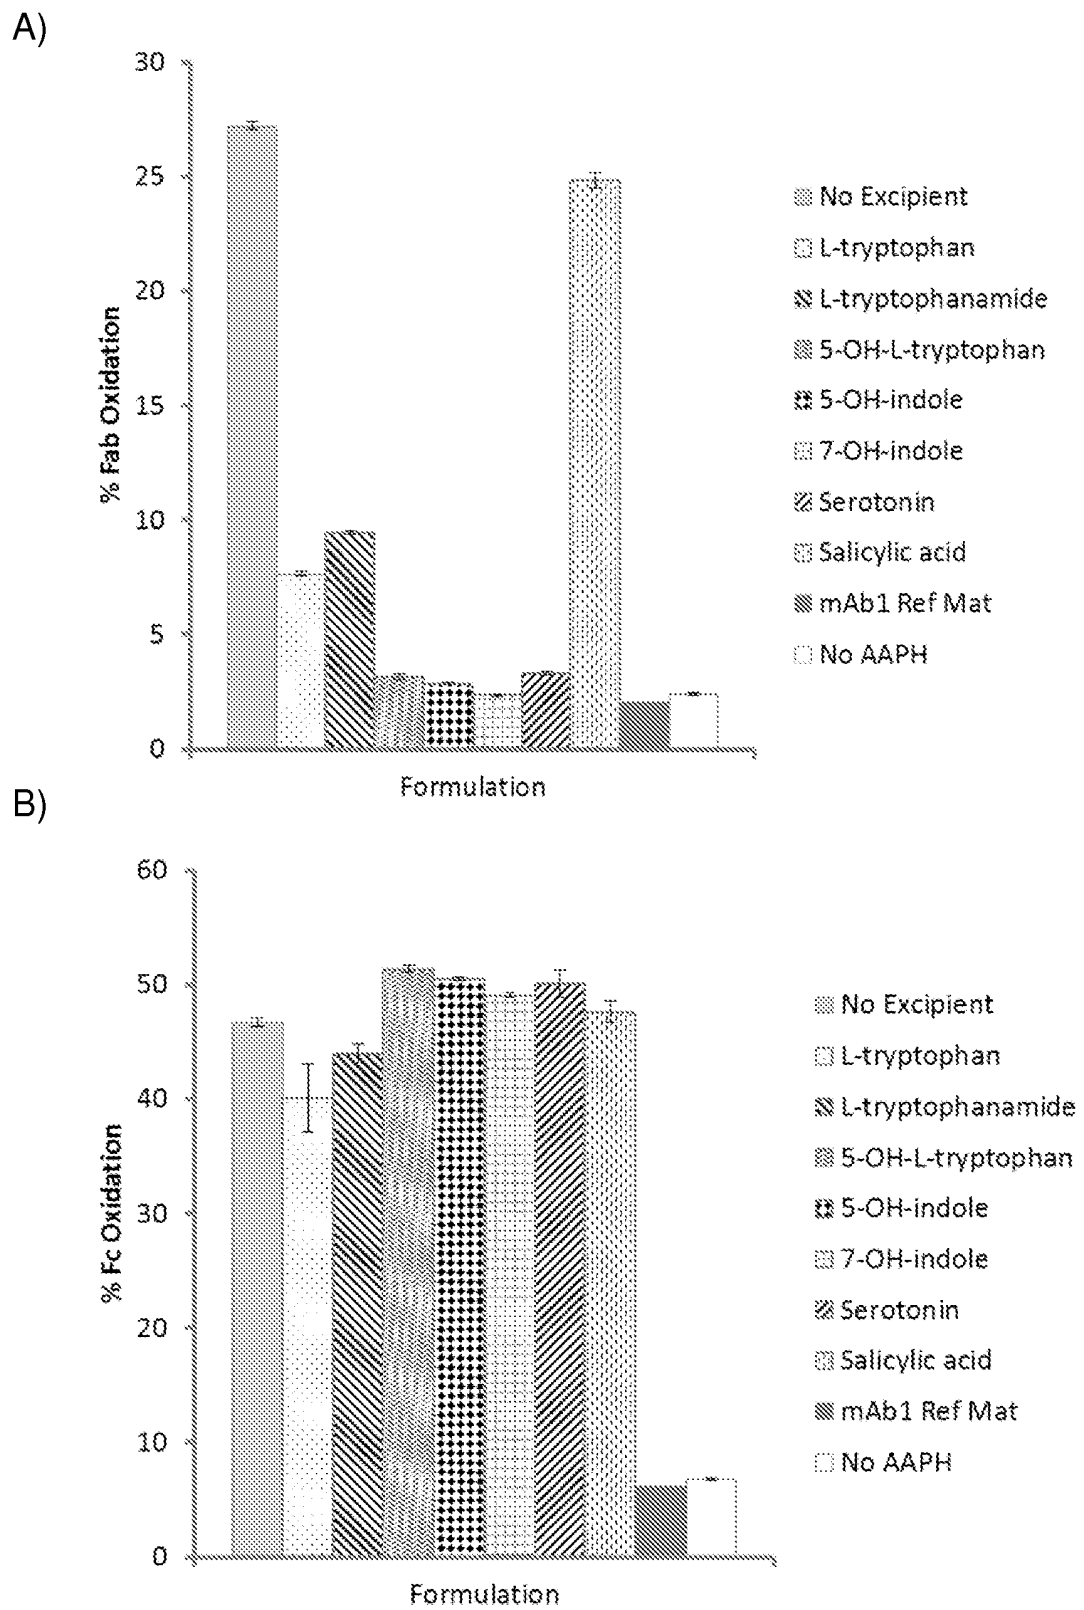 A)
30
25
20
15
10
5
0
% Fab Oxidation
Formulation
No Excipient
L-tryptophan
L-tryptophanamide
5-OH-L-tryptophan
5-OH-indole
7-OH-indole
Serotonin
Salicylic acid
mAb1 Ref Mat
No AAPH
B)
60
50
40
30
20
10
0
% Fc Oxidation
Formulation
No Excipient
L-tryptophan
L-tryptophanamide
5-OH-L-tryptophan
5-OH-indole
7-OH-indole
Serotonin
Salicylic acid
mAb1 Ref Mat
No AAPH